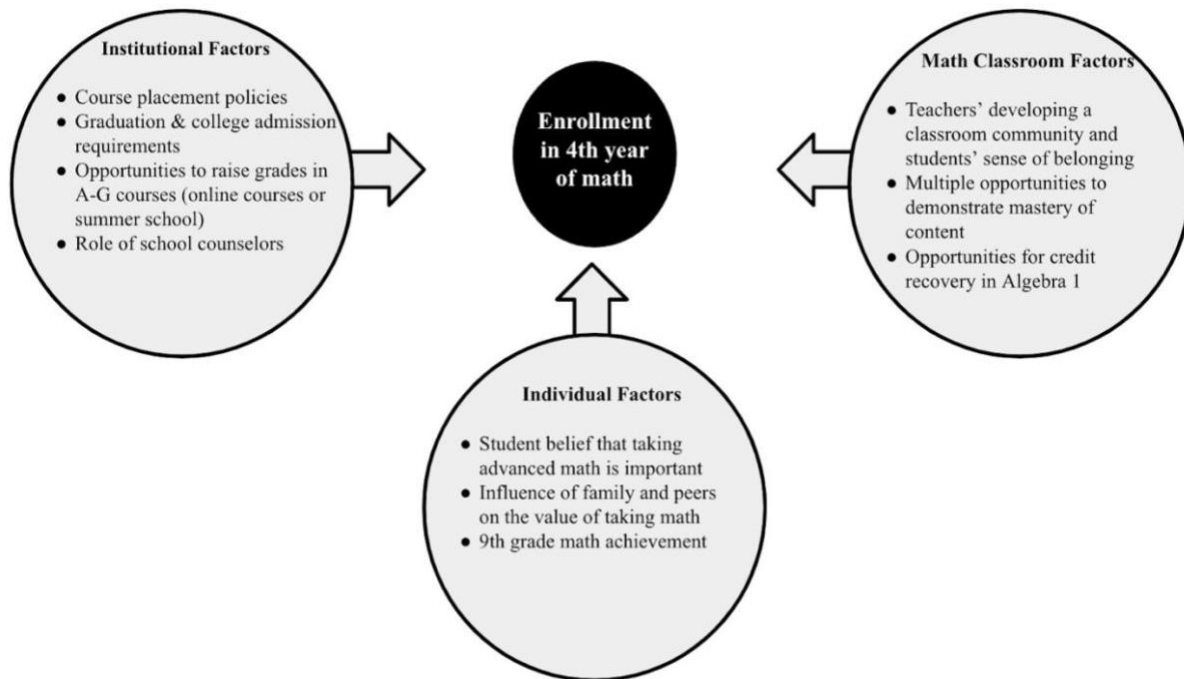 Institutional Factors
● Course placement policies
● Graduation & college admission
requirements
● Opportunities to raise grades in
A-G courses (online courses or
summer school)
● Role of school counselors
Enrollment
in 4th year
of math
Math Classroom Factors
● Teachers’ developing a
classroom community and
students’ sense of belonging
● Multiple opportunities to
demonstrate mastery of
content
● Opportunities for credit
recovery in Algebra 1
Individual Factors
● Student belief that taking
advanced math is important
● Influence of family and peers
on the value of taking math
● 9th grade math achievement